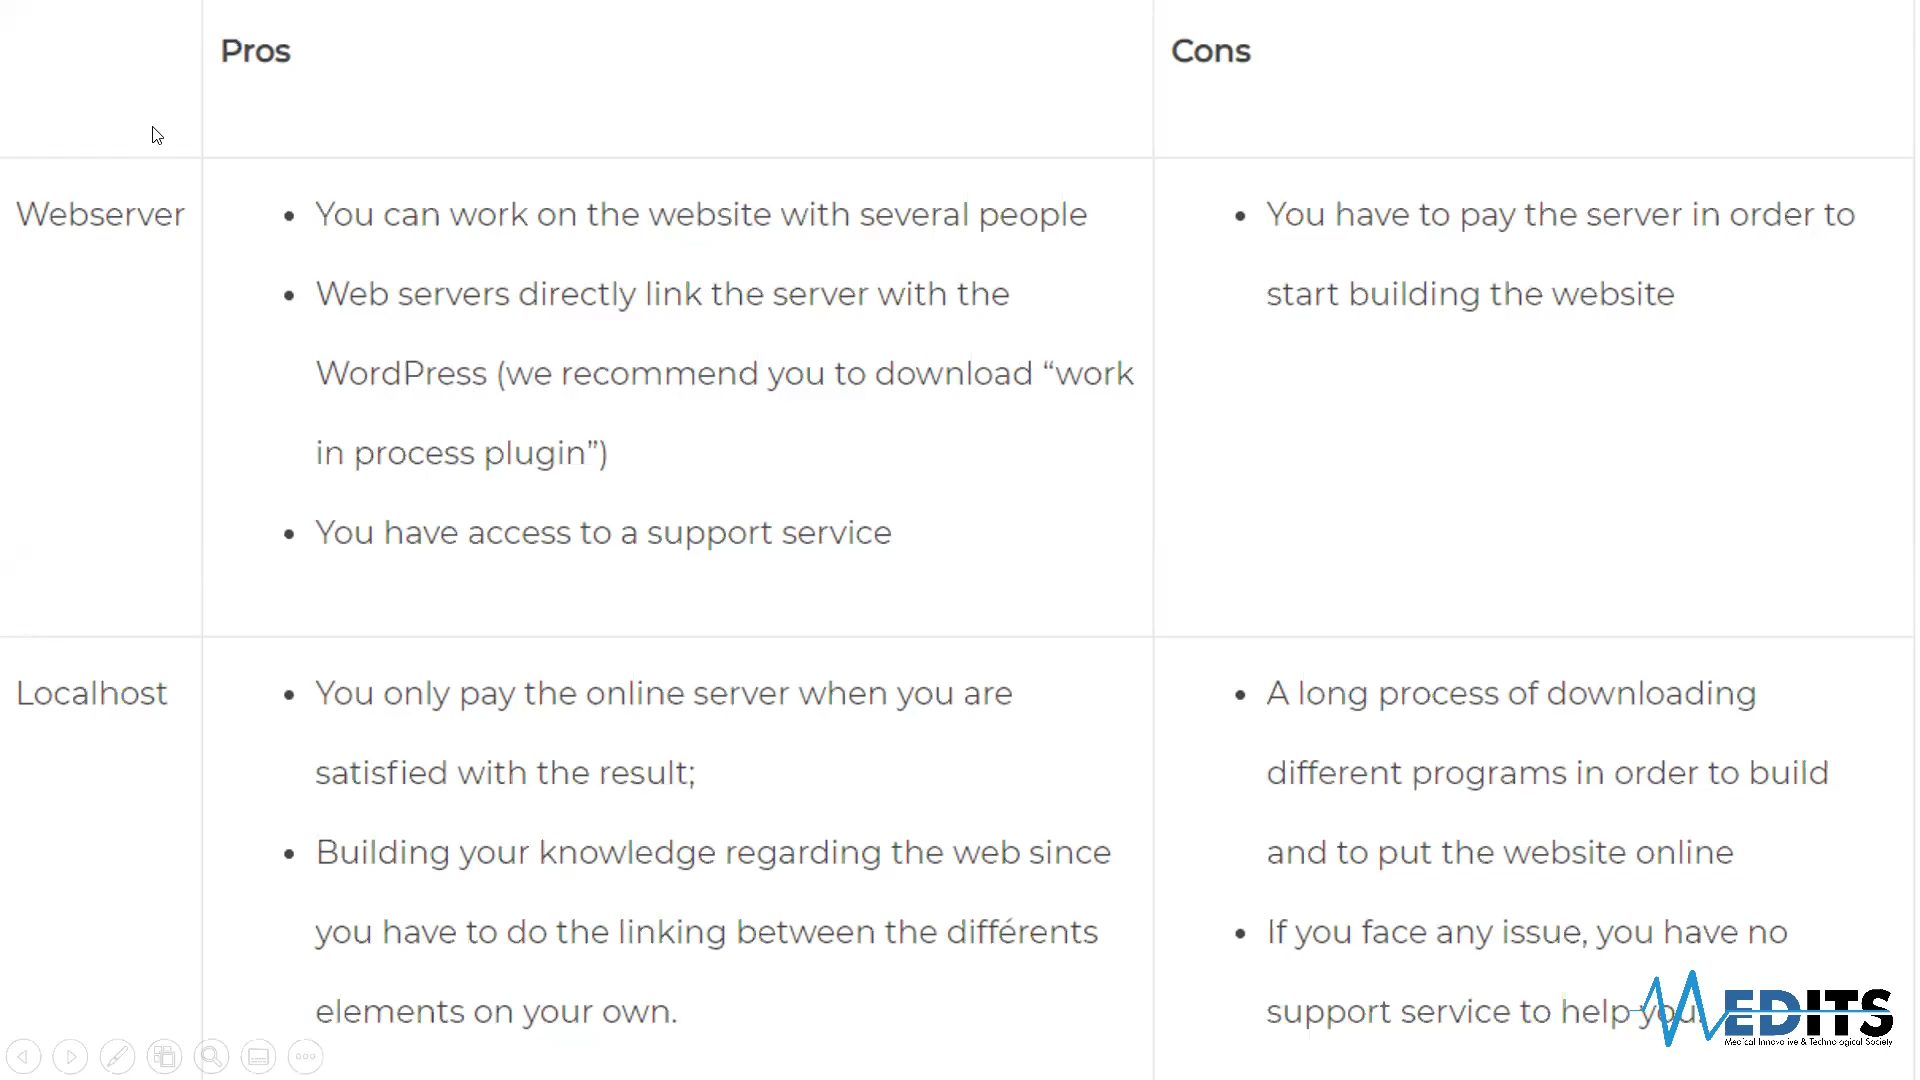 Pros
Cons
Webserver
• You can work on the website with several people
• Web servers directly link the server with the
WordPress (we recommend you to download “work
in process plugin”)
• You have access to a support service
• You have to pay the server in order to
start building the website
Localhost
• You only pay the online server when you are
satisfied with the result;
• Building your knowledge regarding the web since
you have to do the linking between the différents
elements on your own.
• A long process of downloading
different programs in order to build
and to put the website online
• If you face any issue, you have no
support service to help you.
MEDITS
Medical Innovative & Technological Society